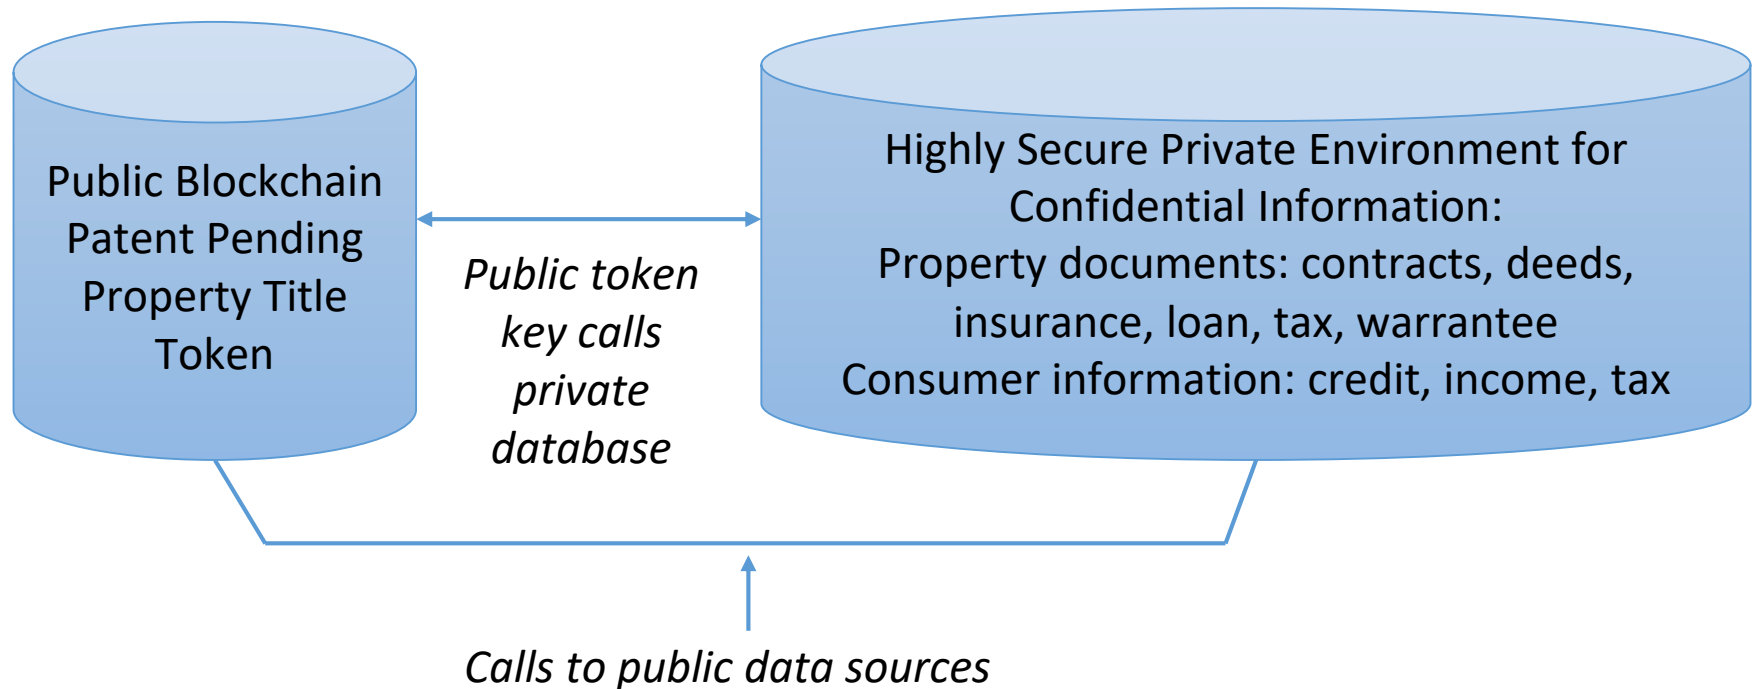 Public Blockchain
Patent Pending
Property Title
Token
Public token
key calls
private
database
Highly Secure Private Environment for
Confidential Information:
Property documents: contracts, deeds,
insurance, loan, tax, warrantee
Consumer information: credit, income, tax
Calls to public data sources